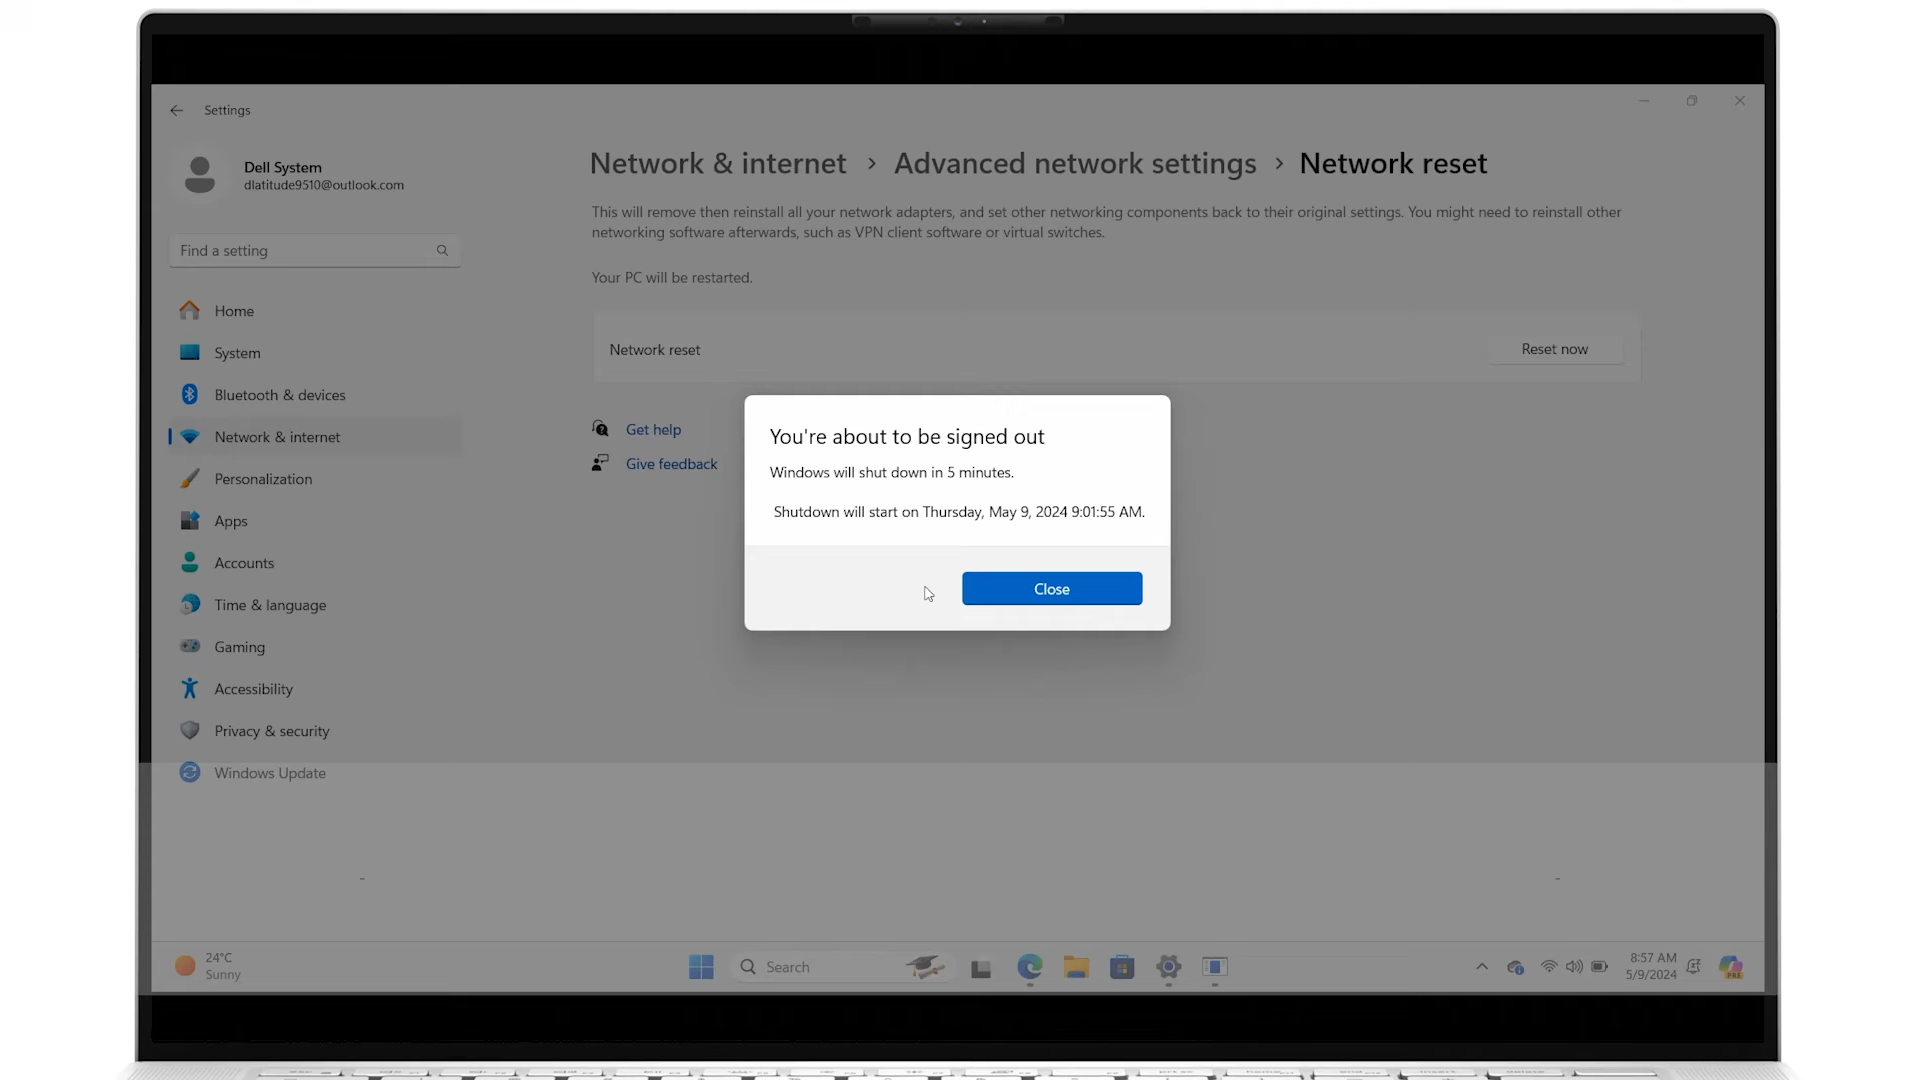 Settings
Dell System
dlatitude9510@outlook.com
Find a setting
Home
System
Bluetooth & devices
Network & internet
Personalization
Apps
Accounts
Time & language
Gaming
Accessibility
Privacy & security
Windows Update
Network & internet > Advanced network settings > Network reset
This will remove then reinstall all your network adapters, and set other networking components back to their original settings. You might need to reinstall other
networking software afterwards, such as VPN client software or virtual switches.
Your PC will be restarted.
Network reset
Reset now
Get help
Give feedback
You're about to be signed out
Windows will shut down in 5 minutes.
Shutdown will start on Thursday, May 9, 2024 9:01:55 AM.
Close
24°C
Sunny
Search
8:57 AM
5/9/2024